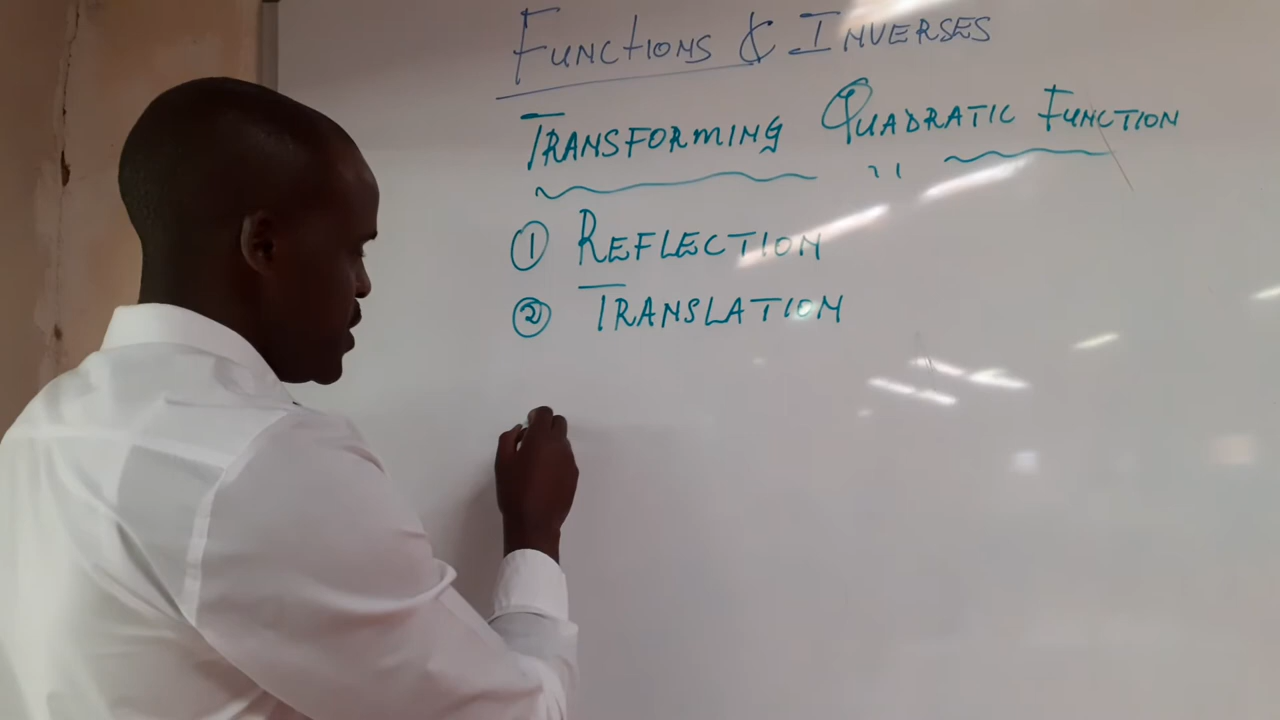 FUNCTIONS & INVERSES
TRANSFORMING QUADRATIC FUNCTION
① REFLECTION
② TRANSLATION